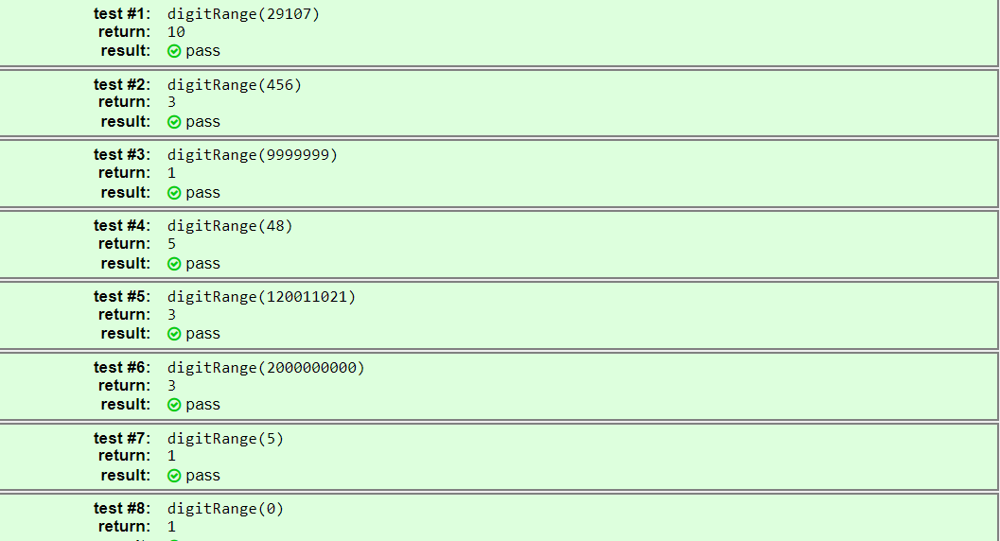 test #1: digitRange(29107)
return: 10
result: pass
test #2: digitRange(456)
return: 3
result: pass
test #3: digitRange(9999999)
return: 1
result: pass
test #4: digitRange(48)
return: 5
result: pass
test #5: digitRange(120011021)
return: 3
result: pass
test #6: digitRange(2000000000)
return: 3
result: pass
test #7: digitRange(5)
return: 1
result: pass
test #8: digitRange(0)
return: 1